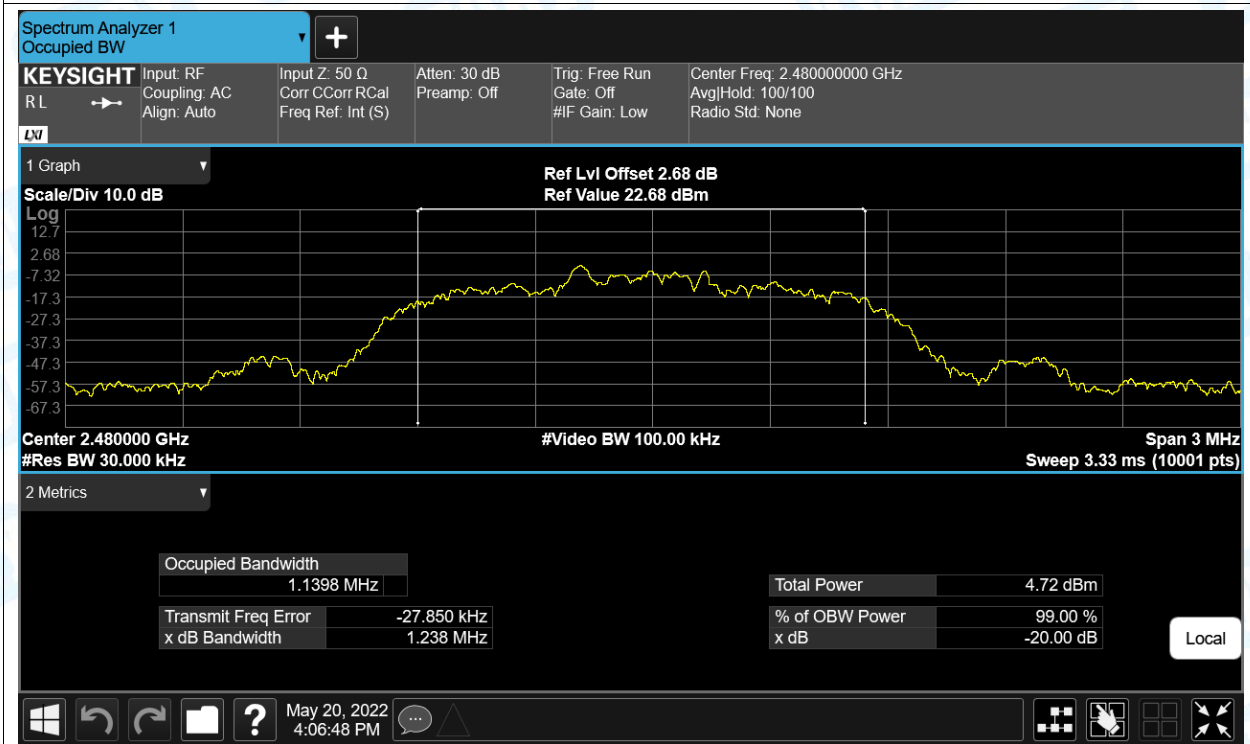 Spectrum Analyzer 1
Occupied BW
KEYSIGHT
R L
LXI
Input: RF
Coupling: AC
Align: Auto
Input Z: 50 Ω
Corr CCorr RCal
Freq Ref: Int (S)
Atten: 30 dB
Preamp: Off
Trig: Free Run
Gate: Off
#IF Gain: Low
Center Freq: 2.480000000 GHz
Avg|Hold: 100/100
Radio Std: None
1 Graph
Scale/Div 10.0 dB
Ref Lvl Offset 2.68 dB
Ref Value 22.68 dBm
Log
12.7
2.68
-7.32
-17.3
-27.3
-37.3
-47.3
-57.3
-67.3
Center 2.480000 GHz
#Res BW 30.000 kHz
#Video BW 100.00 kHz
Span 3 MHz
Sweep 3.33 ms (10001 pts)
2 Metrics
Occupied Bandwidth
1.1398 MHz
Transmit Freq Error -27.850 kHz
x dB Bandwidth 1.238 MHz
Total Power 4.72 dBm
% of OBW Power 99.00 %
x dB -20.00 dB
Local
?
May 20, 2022
4:06:48 PM